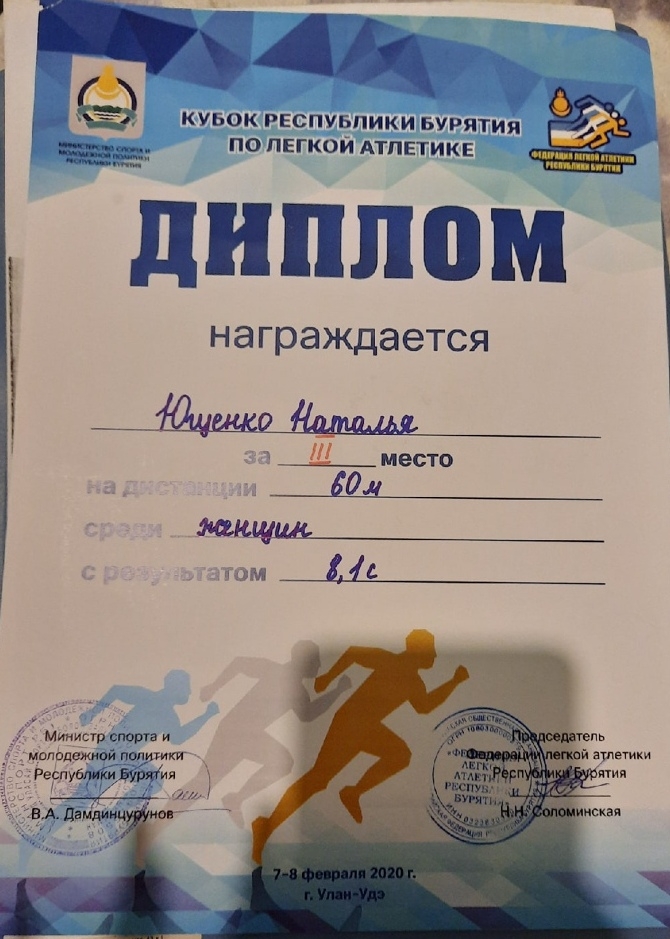 КУБОК РЕСПУБЛИКИ БУРЯТИЯ
ПО ЛЕГКОЙ АТЛЕТИКЕ
МИНИСТЕРСТВО СПОРТА И
МОЛОДЕЖНОЙ ПОЛИТИКИ
РЕСПУБЛИКИ БУРЯТИЯ
ФЕДЕРАЦИЯ ЛЕГКОЙ АТЛЕТИКИ
РЕСПУБЛИКИ БУРЯТИЯ
ДИПЛОМ
награждается
Ющенко Наталья
за III место
на дистанции 60м
среди женщин
с результатом 8,1с
Министр спорта и
молодежной политики
Республики Бурятия
В.А. Дамдинцурунов
Председатель
Федерации легкой атлетики
Республики Бурятия
Н.Н. Соломинская
7-8 февраля 2020 г.
г. Улан-Удэ